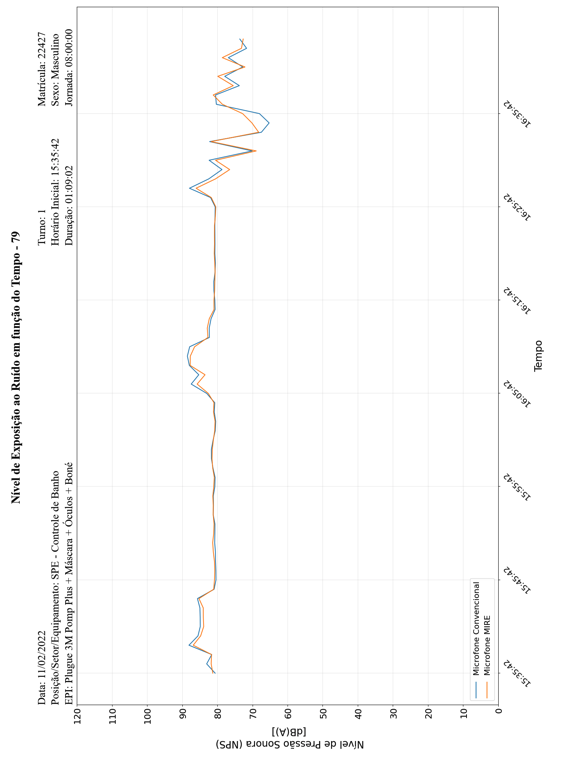 Nível de Exposição ao Ruído em função do Tempo - 79
Data: 11/02/2022
Posição/Setor/Equipamento: SPE - Controle de Banho
EPI: Plugue 3M Pomp Plus + Máscara + Óculos + Boné
Turno: 1
Horário Inicial: 15:35:42
Duração: 01:09:02
Matrícula: 22427
Sexo: Masculino
Jornada: 08:00:00
120
110
100
90
80
70
60
50
40
30
20
10
0
Nível de Pressão Sonora (NPS)
[dB(A)]
Microfone Convencional
Microfone MIRE
15:35:42
15:45:42
15:55:42
16:05:42
16:15:42
16:25:42
16:35:42
Tempo